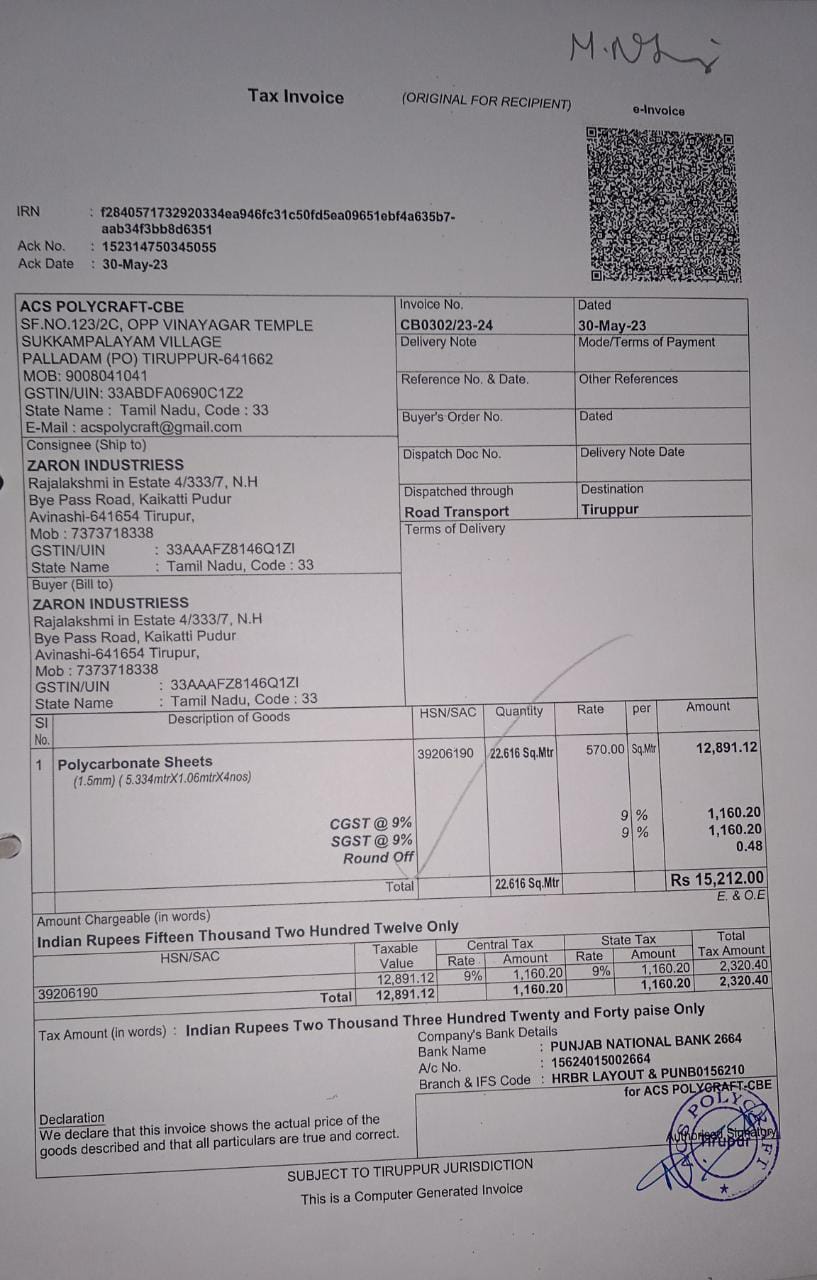 Tax Invoice
(ORIGINAL FOR RECIPIENT)
e-Invoice
IRN : f2840571732920334ea946fc31c50fd5ea09651ebf4a635b7-
aab34f3bb8d6351
Ack No. : 152314750345055
Ack Date : 30-May-23
ACS POLYCRAFT-CBE
SF.NO.123/2C, OPP VINAYAGAR TEMPLE
SUKKAMPALAYAM VILLAGE
PALLADAM (PO) TIRUPPUR-641662
MOB: 9008041041
GSTIN/UIN: 33ABDFA0690C1Z2
State Name : Tamil Nadu, Code : 33
E-Mail : acspolycraft@gmail.com
Invoice No.
CB0302/23-24
Dated
30-May-23
Delivery Note
Mode/Terms of Payment
Reference No. & Date.
Other References
Buyer's Order No.
Dated
Dispatch Doc No.
Delivery Note Date
Dispatched through
Road Transport
Destination
Tiruppur
Terms of Delivery
Consignee (Ship to)
ZARON INDUSTRIESS
Rajalakshmi in Estate 4/333/7, N.H
Bye Pass Road, Kaikatti Pudur
Avinashi-641654 Tirupur,
Mob : 7373718338
GSTIN/UIN : 33AAAFZ8146Q1ZI
State Name : Tamil Nadu, Code : 33
Buyer (Bill to)
ZARON INDUSTRIESS
Rajalakshmi in Estate 4/333/7, N.H
Bye Pass Road, Kaikatti Pudur
Avinashi-641654 Tirupur,
Mob : 7373718338
GSTIN/UIN : 33AAAFZ8146Q1ZI
State Name : Tamil Nadu, Code : 33
Sl No. Description of Goods HSN/SAC Quantity Rate per Amount
1 Polycarbonate Sheets 39206190 22.616 Sq.Mtr 570.00 Sq.Mtr 12,891.12
(1.5mm) ( 5.334mtrX1.06mtrX4nos)
CGST @ 9% 9 % 1,160.20
SGST @ 9% 9 % 1,160.20
Round Off 0.48
Total 22.616 Sq.Mtr Rs 15,212.00
E. & O.E
Amount Chargeable (in words)
Indian Rupees Fifteen Thousand Two Hundred Twelve Only
HSN/SAC Taxable Value Central Tax State Tax Total Tax Amount
Rate Amount Rate Amount
39206190 12,891.12 9% 1,160.20 9% 1,160.20 2,320.40
Total 12,891.12 1,160.20 1,160.20 2,320.40
Tax Amount (in words) : Indian Rupees Two Thousand Three Hundred Twenty and Forty paise Only
Company's Bank Details
Bank Name : PUNJAB NATIONAL BANK 2664
A/c No. : 15624015002664
Branch & IFS Code : HRBR LAYOUT & PUNB0156210
for ACS POLYCRAFT-CBE
Declaration
We declare that this invoice shows the actual price of the
goods described and that all particulars are true and correct.
ACS POLYCRAFT
Tirupur
Authorised Signatory
SUBJECT TO TIRUPPUR JURISDICTION
This is a Computer Generated Invoice